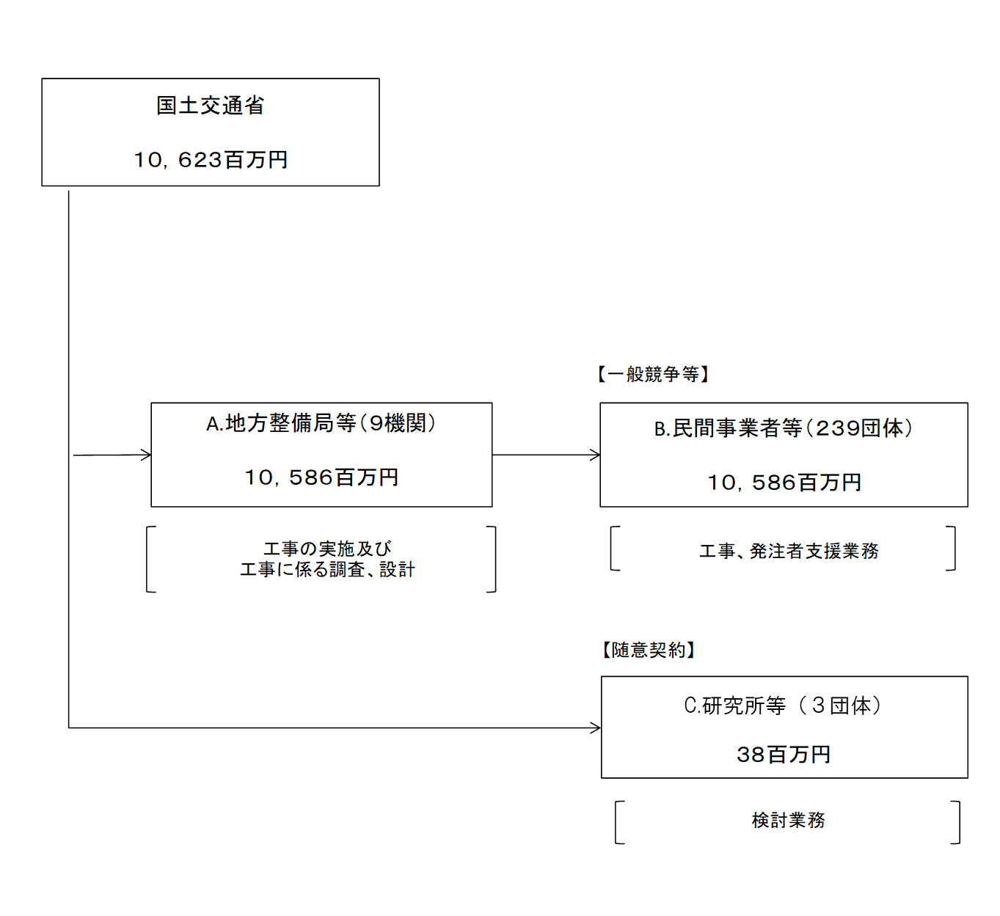 国土交通省
10，623百万円
【一般競争等】
A.地方整備局等（9機関）
10，586百万円
B.民間事業者等（239団体）
10，586百万円
工事の実施及び
工事に係る調査、設計
工事、発注者支援業務
【随意契約】
C.研究所等（３団体）
38百万円
検討業務